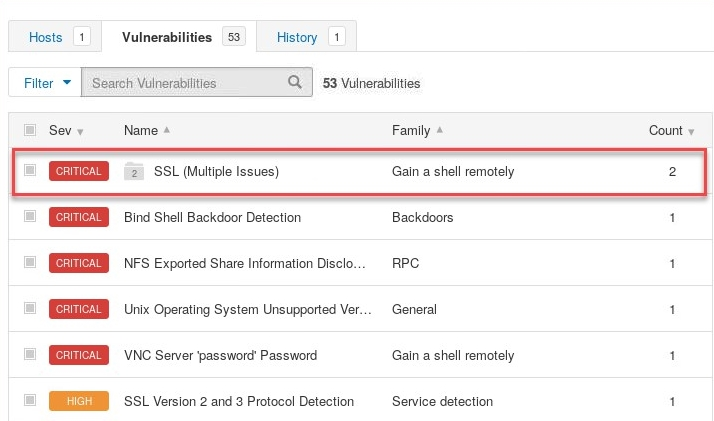 Hosts 1 Vulnerabilities 53 History 1
Filter Search Vulnerabilities 53 Vulnerabilities
Sev Name Family Count
CRITICAL 2 SSL (Multiple Issues) Gain a shell remotely 2
CRITICAL Bind Shell Backdoor Detection Backdoors 1
CRITICAL NFS Exported Share Information Disclo... RPC 1
CRITICAL Unix Operating System Unsupported Ver... General 1
CRITICAL VNC Server 'password' Password Gain a shell remotely 1
HIGH SSL Version 2 and 3 Protocol Detection Service detection 1